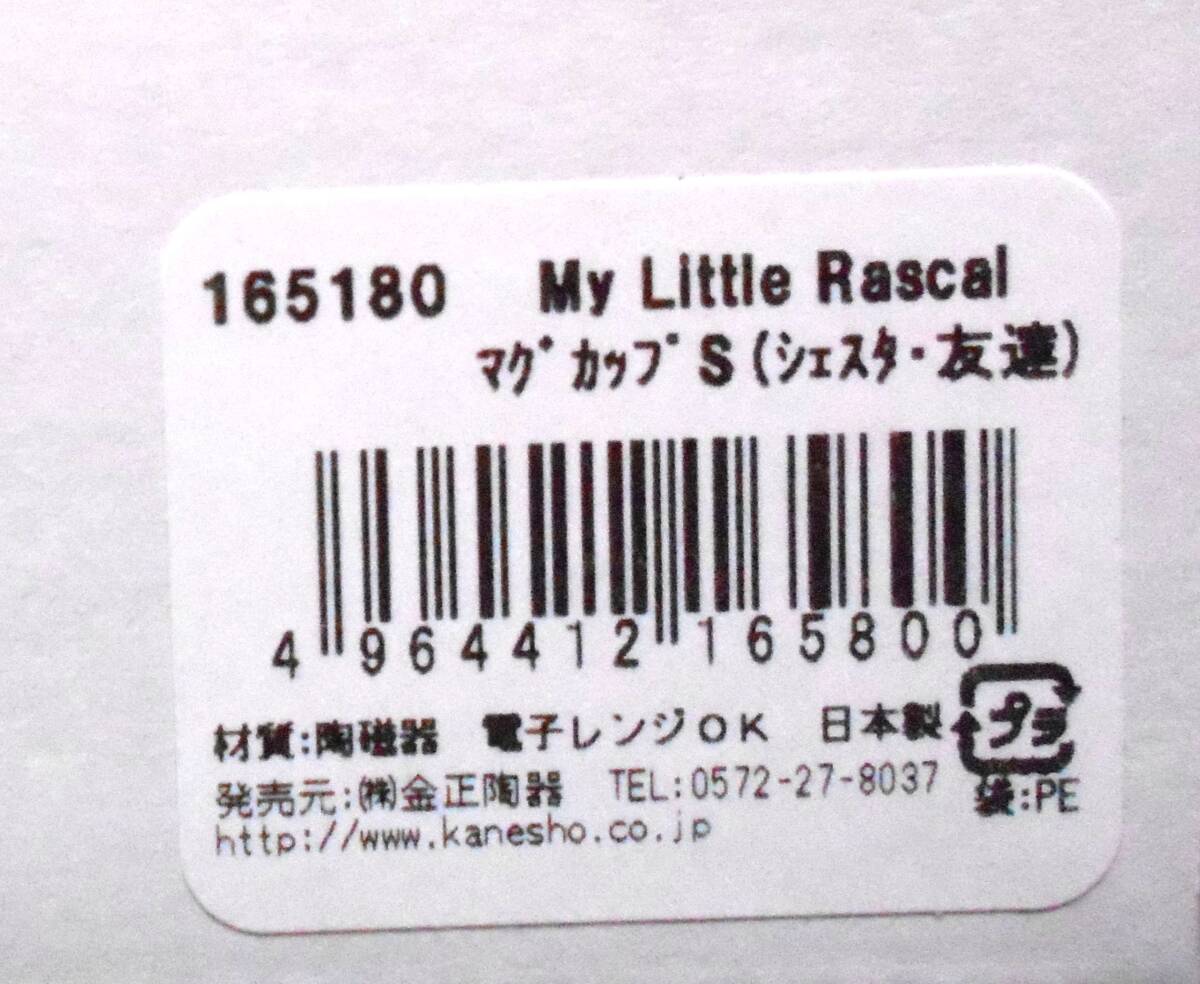 165180 My Little Rascal
ﾏｸﾞｶｯﾌﾟS(ｼｪｽﾀ・友達)
4 964412 165800
材質:陶磁器 電子レンジOK 日本製
プラ
発売元:㈱金正陶器 TEL:0572-27-8037
袋:PE
http://www.kanesho.co.jp